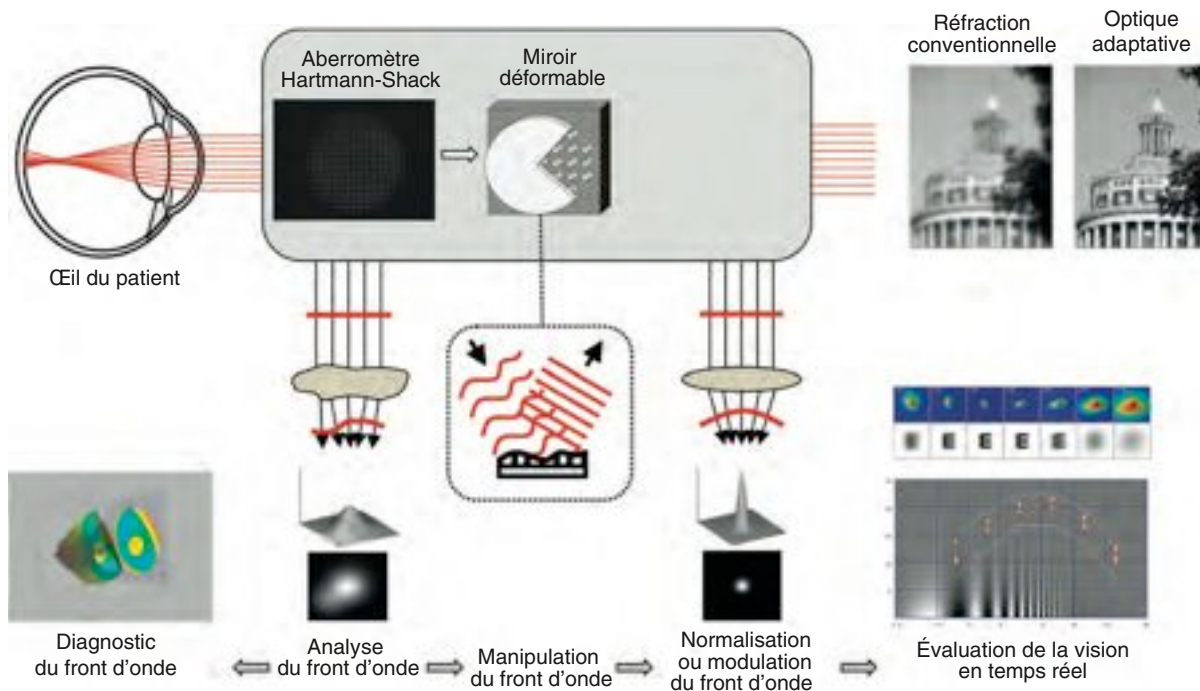 Réfraction
conventionnelle
Optique
adaptative
Aberromètre
Hartmann-Shack
Miroir
déformable
Œil du patient
Diagnostic
du front d’onde
Analyse
du front d’onde
Manipulation
du front d’onde
Normalisation
ou modulation
du front d’onde
Évaluation de la vision
en temps réel